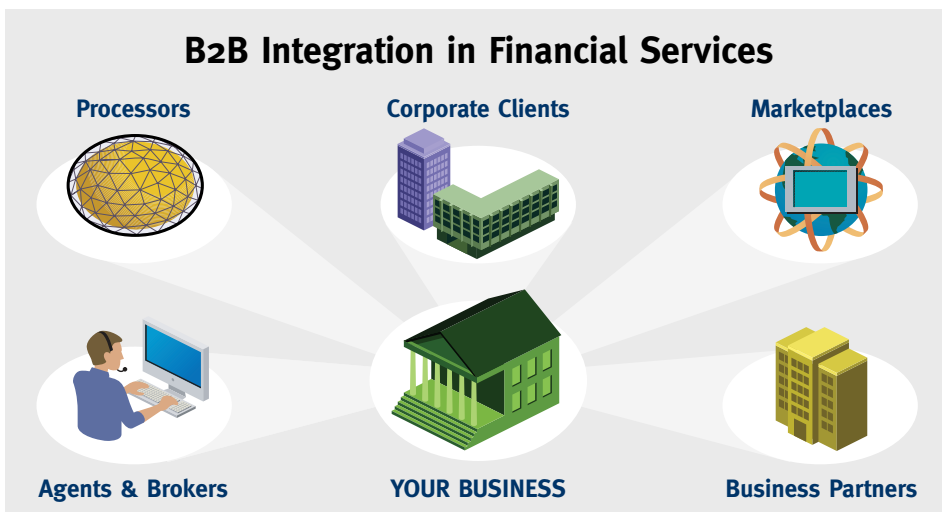 B2B Integration in Financial Services
Processors
Corporate Clients
Marketplaces
Agents & Brokers
YOUR BUSINESS
Business Partners